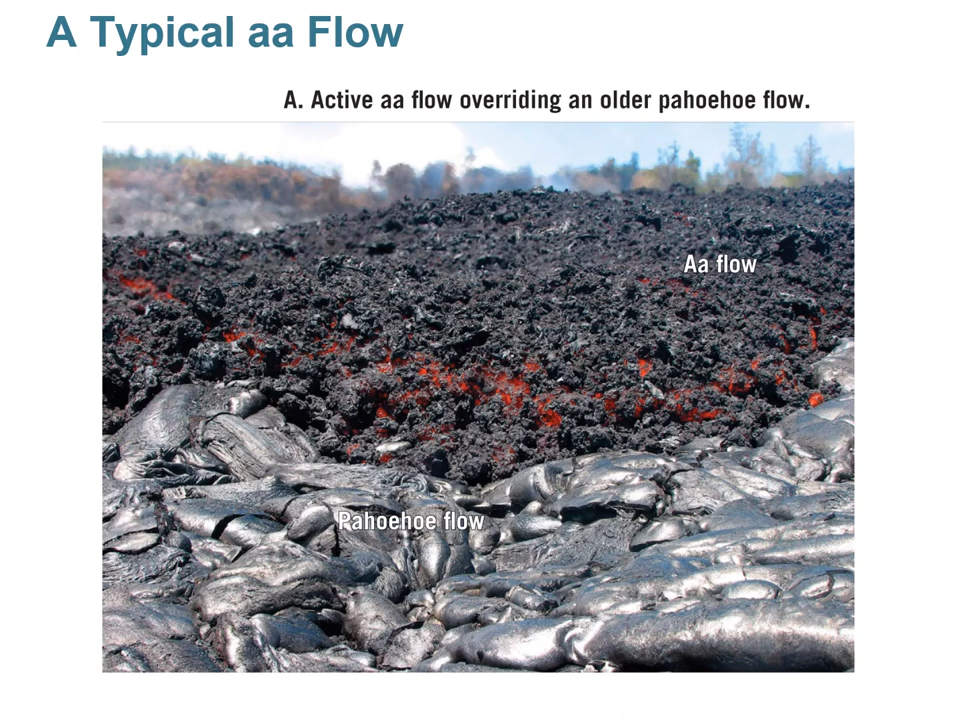 A Typical aa Flow
A. Active aa flow overriding an older pahoehoe flow.
Aa flow
Pahoehoe flow